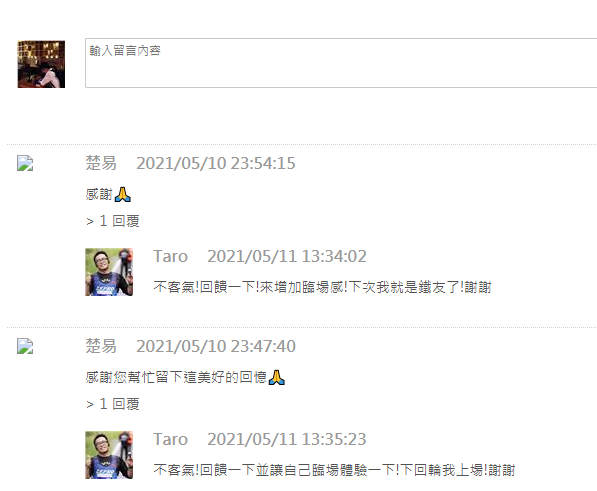 輸入留言內容
楚易 2021/05/10 23:54:15
感謝🙏
> 1 回覆
Taro 2021/05/11 13:34:02
不客氣!回饋一下!來增加臨場感!下次我就是鐵友了!謝謝
楚易 2021/05/10 23:47:40
感謝您幫忙留下這美好的回憶🙏
> 1 回覆
Taro 2021/05/11 13:35:23
不客氣!回饋一下並讓自己臨場體驗一下!下回輪我上場!謝謝